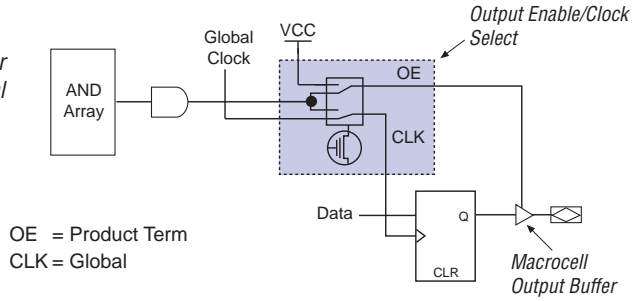 Output Enable/Clock
Select
Global
Clock
VCC
r
l
AND
Array
OE
CLK
Data
Q
CLR
OE = Product Term
CLK = Global
Macrocell
Output Buffer